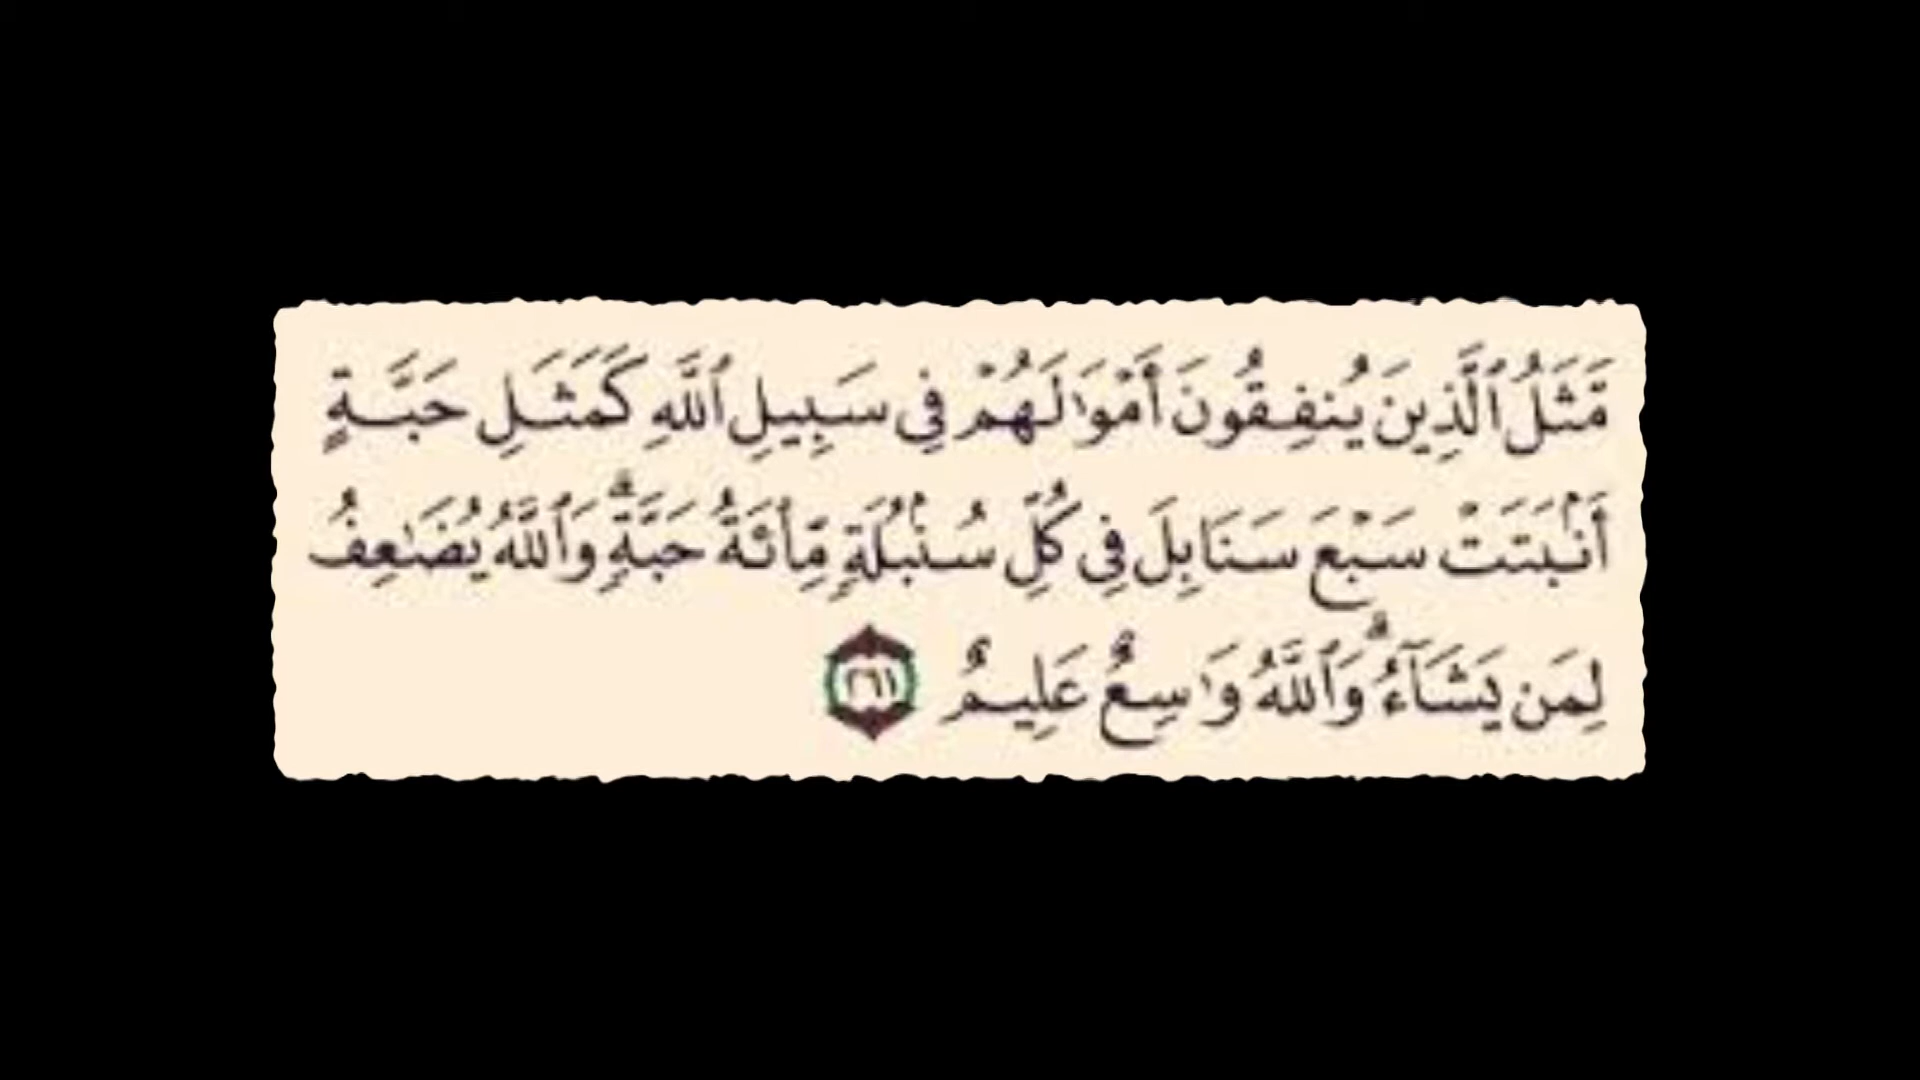 مَّثَلُ ٱلَّذِينَ يُنفِقُونَ أَمْوَٰلَهُمْ فِي سَبِيلِ ٱللَّهِ كَمَثَلِ حَبَّةٍ
أَنۢبَتَتْ سَبْعَ سَنَابِلَ فِي كُلِّ سُنۢبُلَةٍ مِّا۟ئَةُ حَبَّةٍۗ وَٱللَّهُ يُضَٰعِفُ
لِمَن يَشَآءُۗ وَٱللَّهُ وَٰسِعٌ عَلِيمٌ ٢٦١